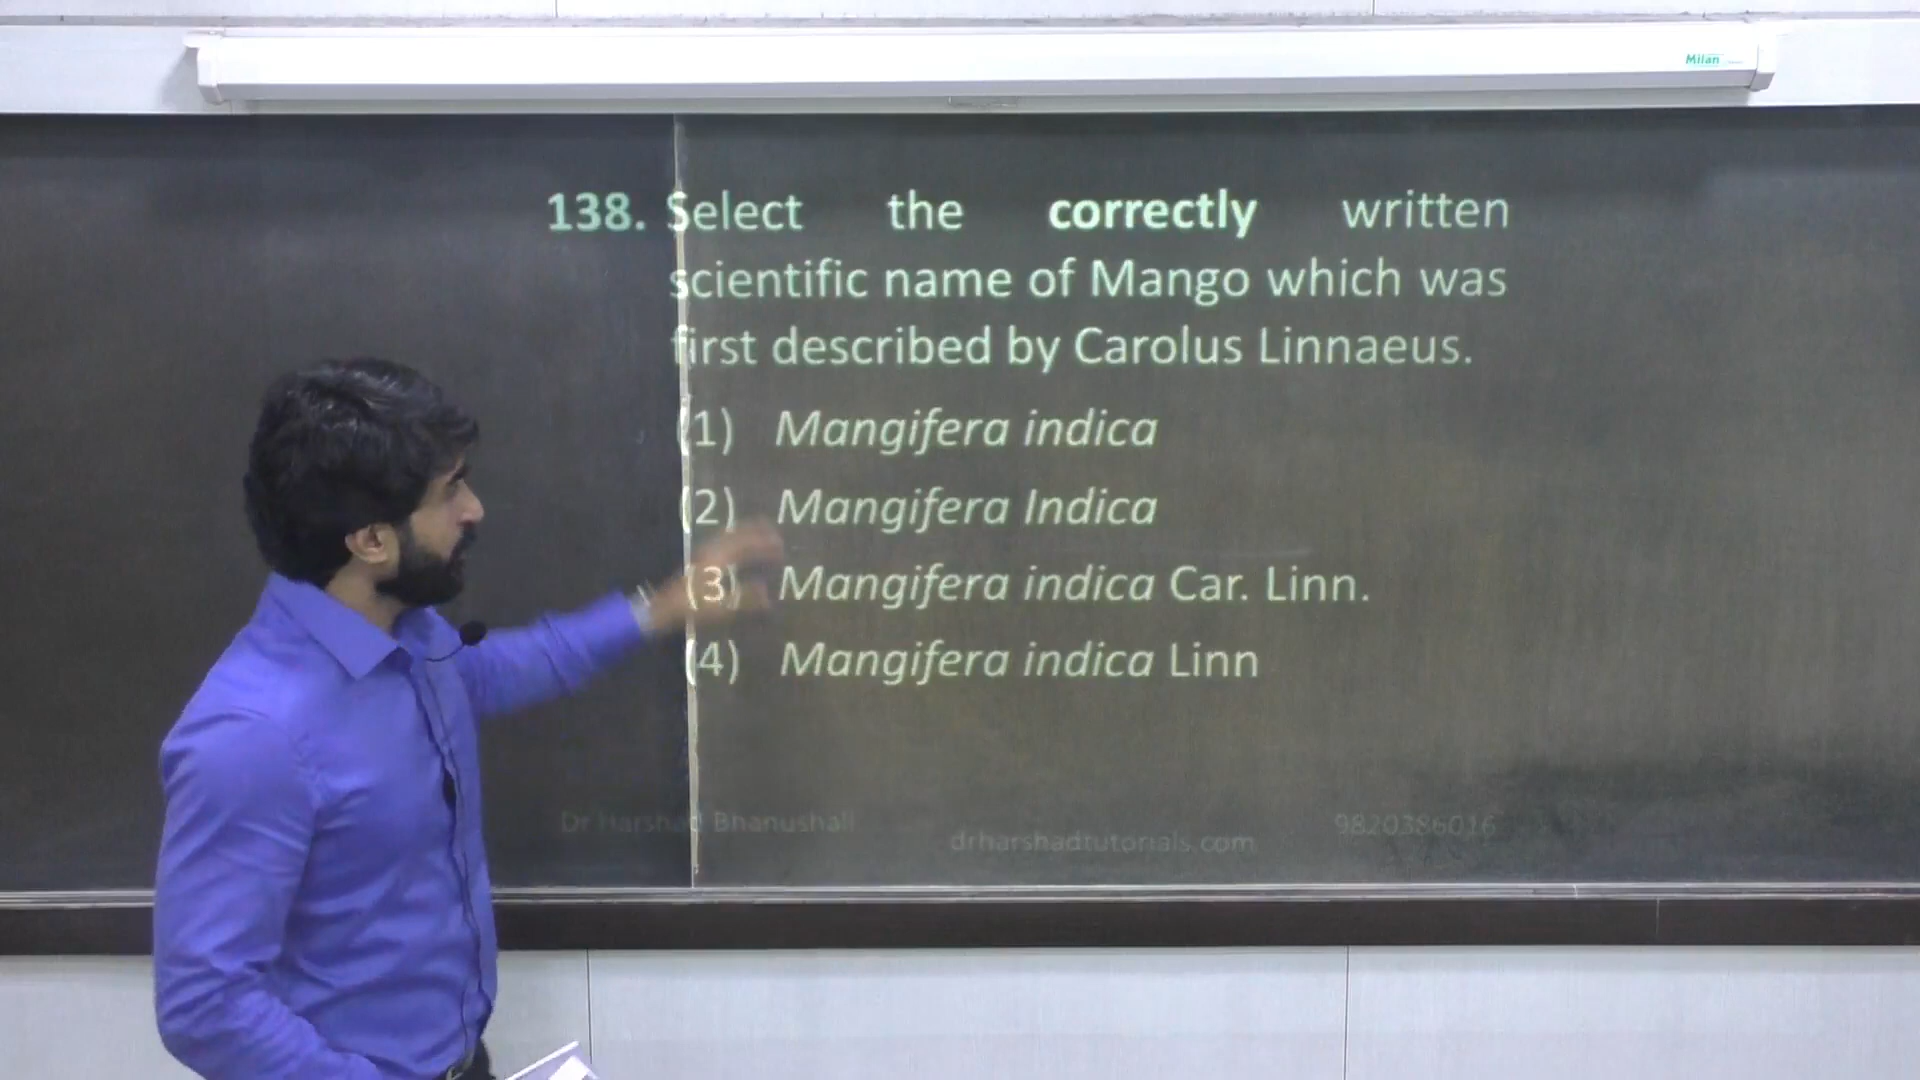 Milan
138. Select the correctly written
scientific name of Mango which was
first described by Carolus Linnaeus.
(1) Mangifera indica
(2) Mangifera Indica
(3) Mangifera indica Car. Linn.
(4) Mangifera indica Linn
Dr Harshad Bhanushali
drharshadtutorials.com
9820386016